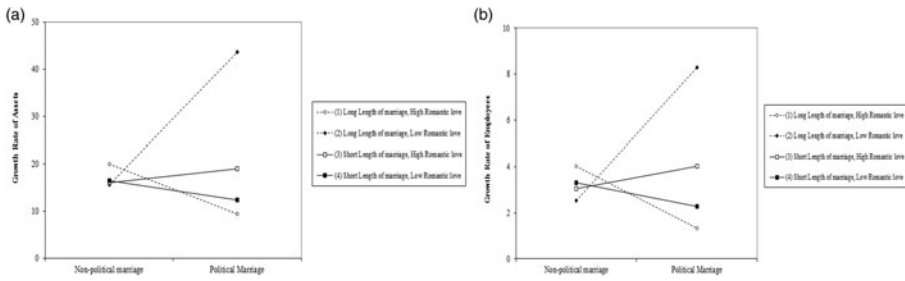 (a)
50
40
30
20
10
0
Growth Rate of Assets
Non-political marriage
Political Marriage
(1) Long Length of marriage, High Romantic love
(2) Long Length of marriage, Low Romantic love
(3) Short Length of marriage, High Romantic love
(4) Short Length of marriage, Low Romantic love
(b)
10
8
6
4
2
0
Growth Rate of Employees
Non-political marriage
Political Marriage
(1) Long Length of marriage, High Romantic love
(2) Long Length of marriage, Low Romantic love
(3) Short Length of marriage, High Romantic love
(4) Short Length of marriage, Low Romantic love